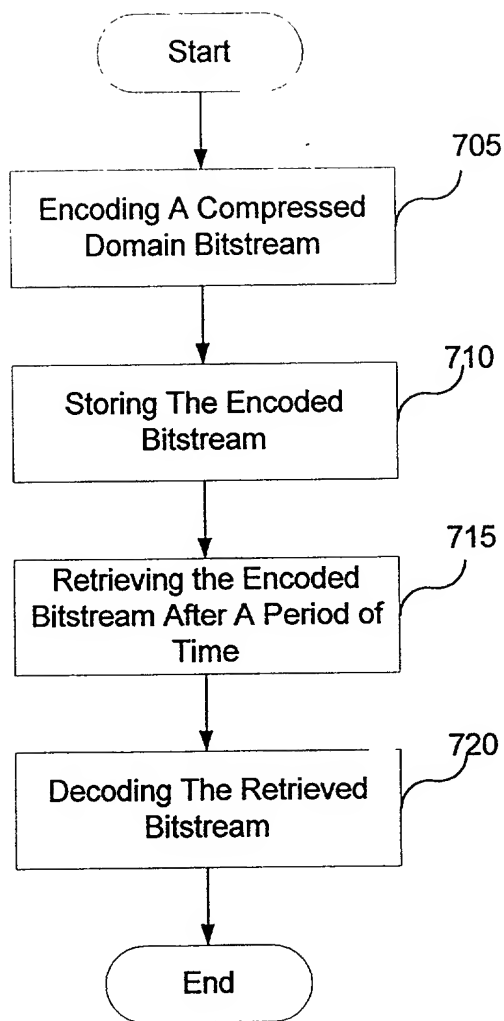 Start
705
Encoding A Compressed
Domain Bitstream
710
Storing The Encoded
Bitstream
715
Retrieving the Encoded
Bitstream After A Period of
Time
720
Decoding The Retrieved
Bitstream
End